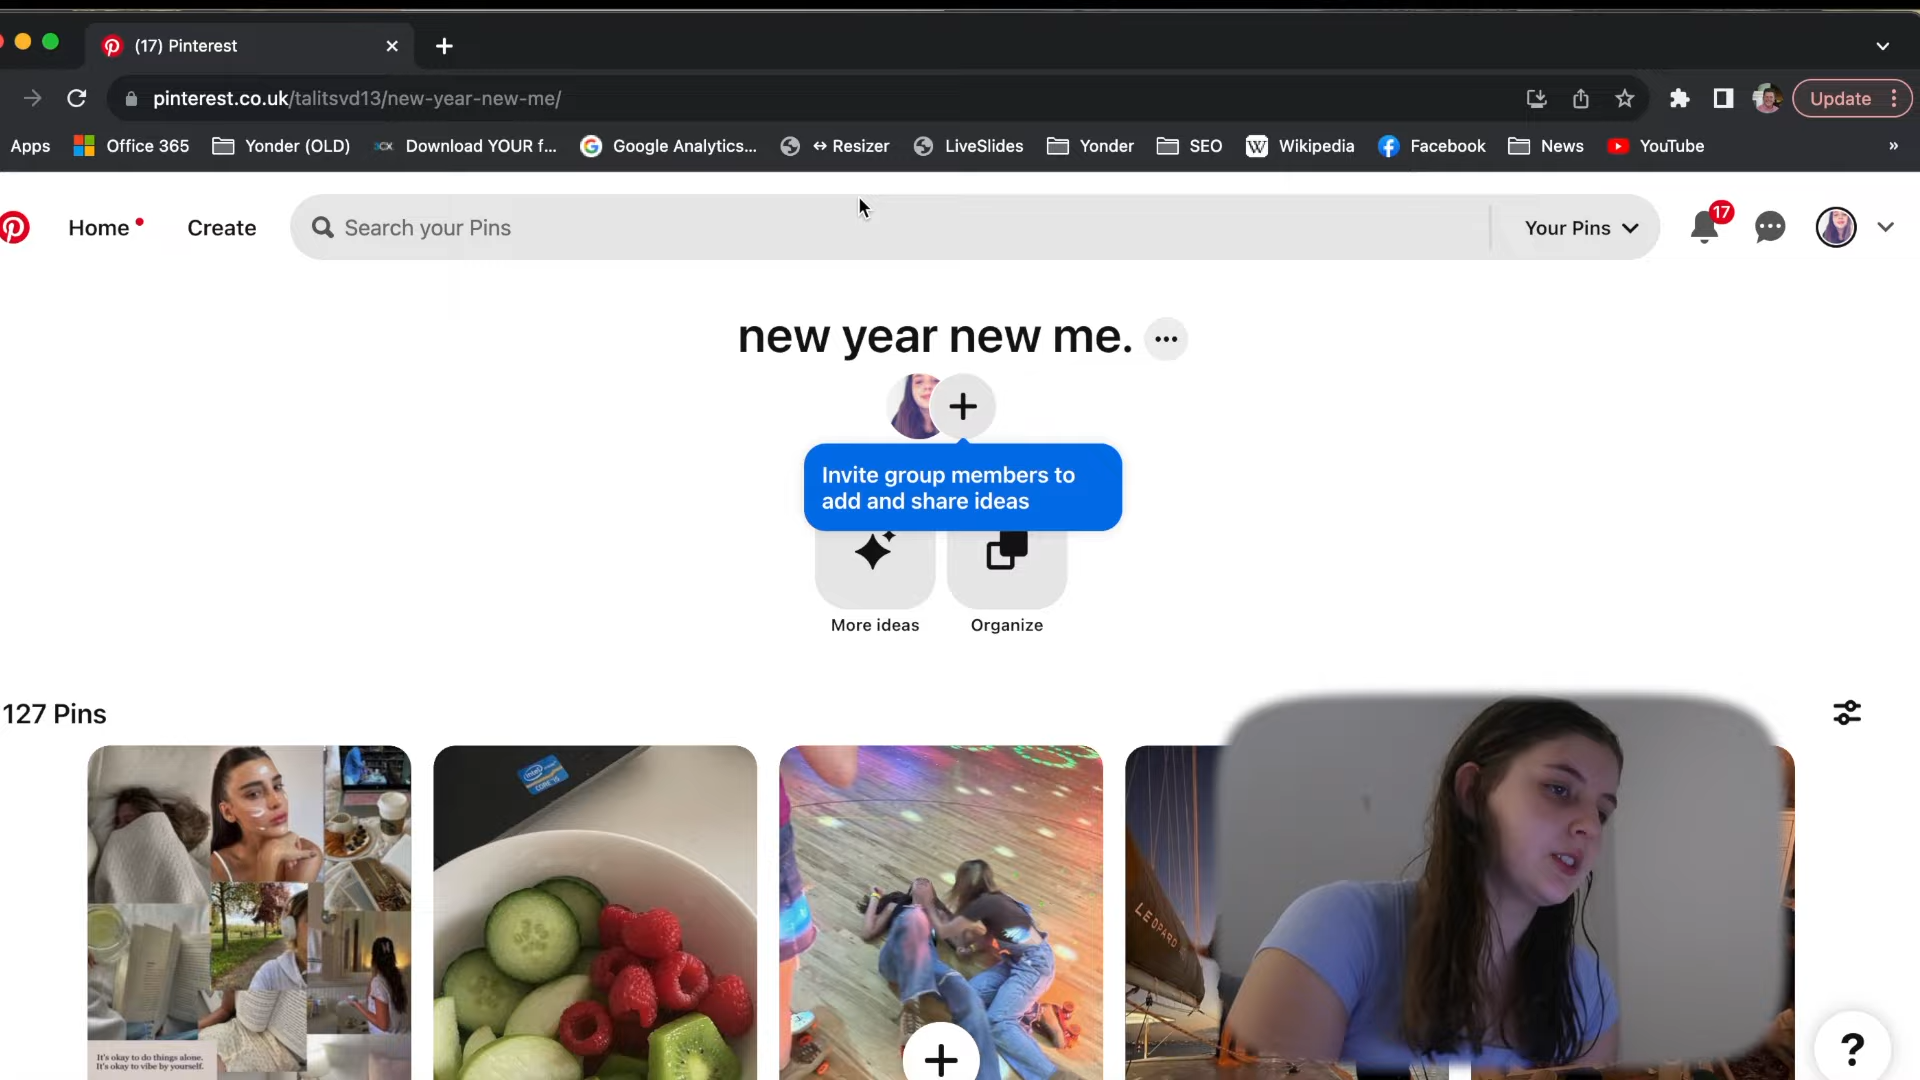 (17) Pinterest
pinterest.co.uk/talitsvd13/new-year-new-me/
Update
Apps Office 365 Yonder (OLD) Download YOUR f... Google Analytics... ↔ Resizer LiveSlides Yonder SEO Wikipedia Facebook News YouTube »
Home Create Search your Pins Your Pins 17
new year new me.
Invite group members to
add and share ideas
More ideas Organize
127 Pins
intel
CORE i5
LEOPARD
It's okay to do things alone.
It's okay to vibe by yourself.
?